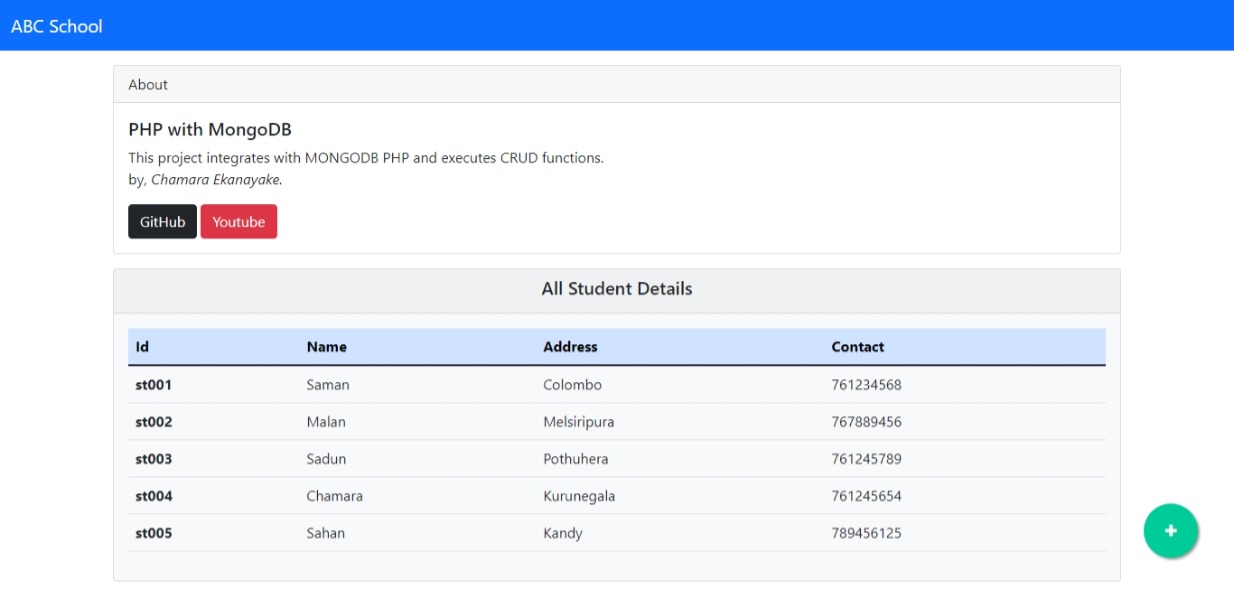 ABC School
About
PHP with MongoDB
This project integrates with MONGODB PHP and executes CRUD functions.
by, Chamara Ekanayake.
GitHub Youtube
All Student Details
Id Name Address Contact
st001 Saman Colombo 761234568
st002 Malan Melsiripura 767889456
st003 Sadun Pothuhera 761245789
st004 Chamara Kurunegala 761245654
st005 Sahan Kandy 789456125
+